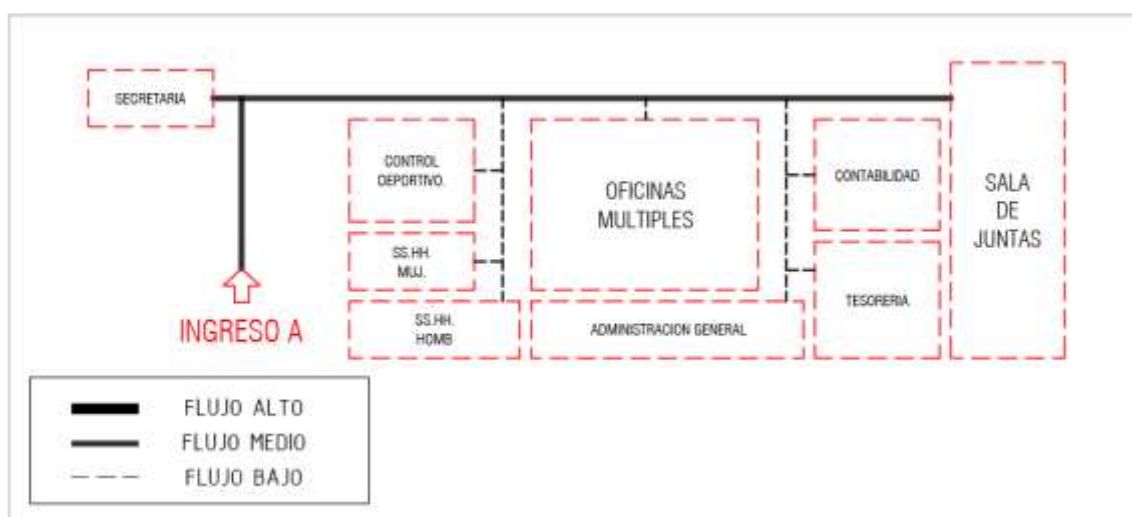 SECRETARIA
CONTROL
DEPORTIVO.
OFICINAS
MULTIPLES
CONTABILIDAD
SALA
DE
JUNTAS
SS.HH.
MUJ.
TESORERIA
SS.HH.
HOMB
ADMINISTRACION GENERAL
INGRESO A
FLUJO ALTO
FLUJO MEDIO
FLUJO BAJO